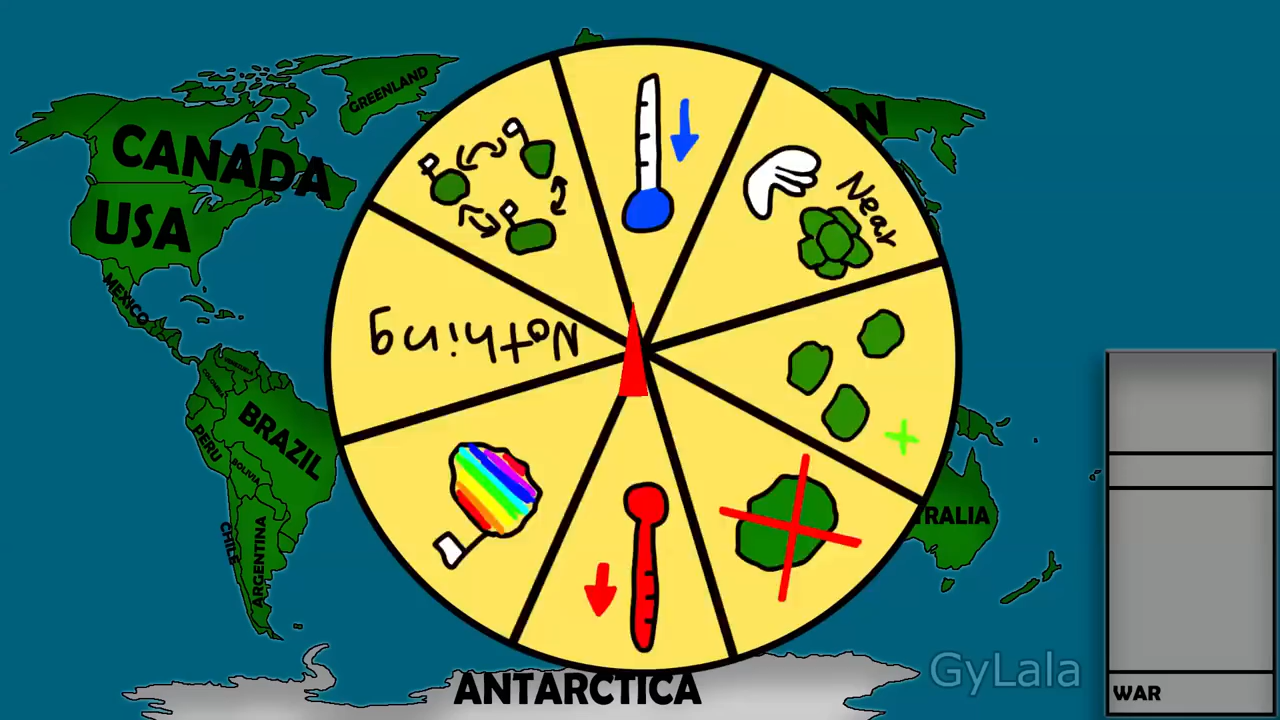 GREENLAND
CANADA
USA
MEXICO
Near
Nothing
BRAZIL
PERU
BOLIVIA
CHILE
ARGENTINA
TRALIA
ANTARCTICA
GyLala
WAR